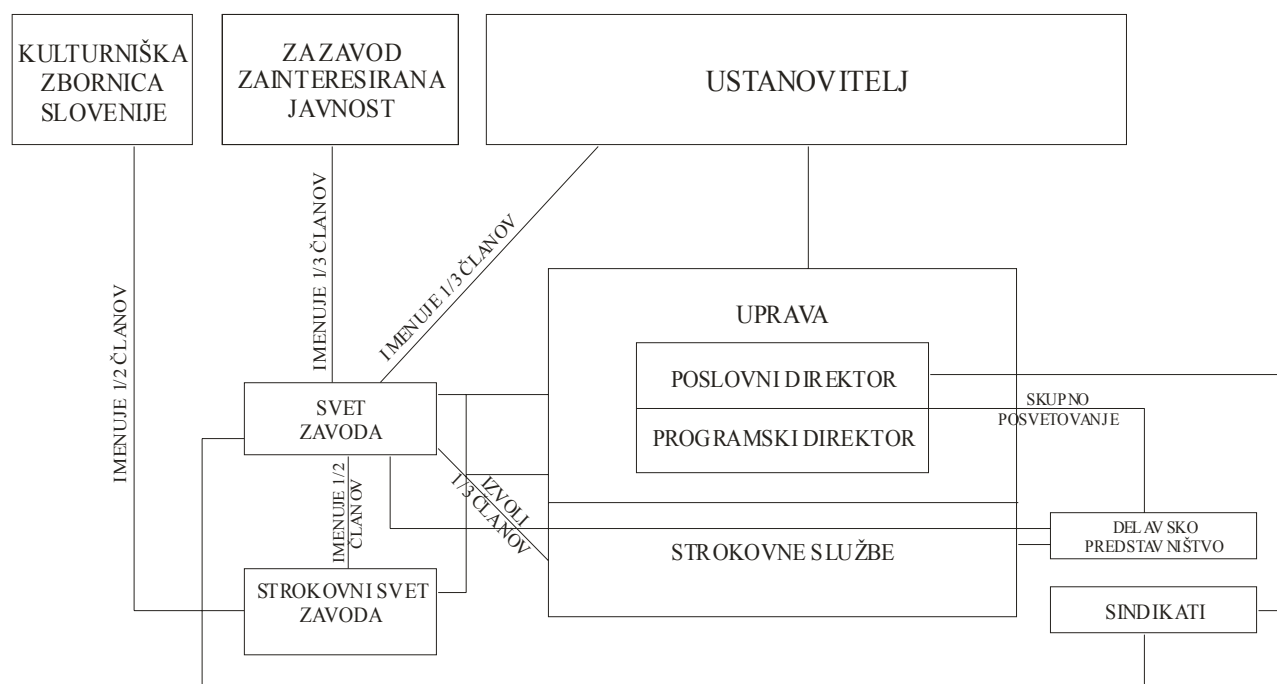 KULTURNIŠKA
ZBORNICA
SLOVENIJE
ZA ZAVOD
ZAINTERESIRANA
JAVNOST
USTANOVITELJ
IMENUJE 1/2 ČLANOV
IMENUJE 1/3 ČLANOV
IMENUJE 1/3 ČLANOV
UPRAVA
POSLOVNI DIREKTOR
PROGRAMSKI DIREKTOR
SKUPNO
POSVETOVANJE
SVET
ZAVODA
IMENUJE 1/2
ČLANOV
IZVOLI
1/3 ČLANOV
STROKOVNE SLUŽBE
DELAVSKO
PREDSTAVNIŠTVO
STROKOVNI SVET
ZAVODA
SINDIKATI